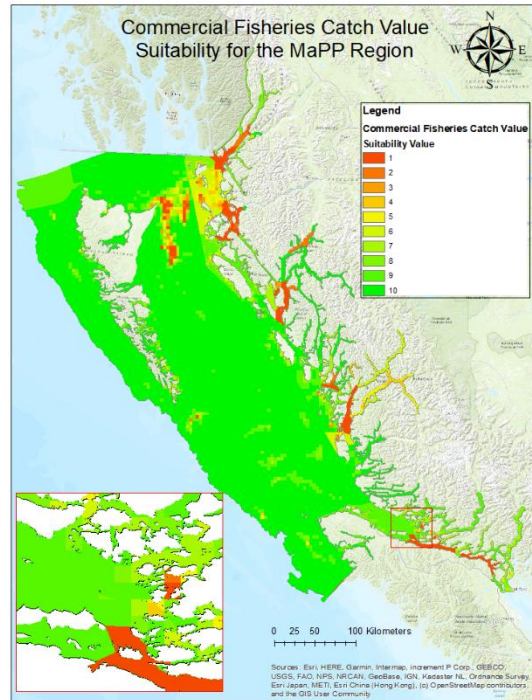 Commercial Fisheries Catch Value
Suitability for the MaPP Region
N
W
E
S
Legend
Commercial Fisheries Catch Value
Suitability Value
1
2
3
4
5
6
7
8
9
10
0 25 50 100 Kilometers
Sources: Esri, HERE, Garmin, Intermap, increment P Corp., GEBCO,
USGS, FAO, NPS, NRCAN, GeoBase, IGN, Kadaster NL, Ordnance Survey,
Esri Japan, METI, Esri China (Hong Kong), (c) OpenStreetMap contributors
and the GIS User Community